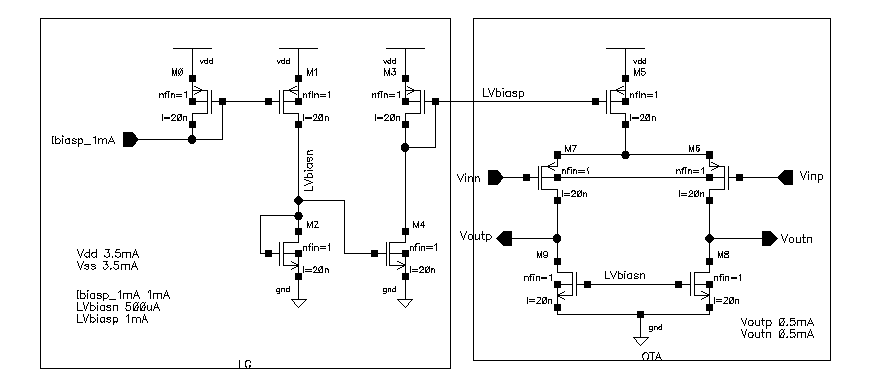 vdd
M0
nfin=1
l=20n
Ibiasp_1mA
vdd
M1
nfin=1
l=20n
LVbiasn
M2
nfin=1
l=20n
gnd
vdd
M3
nfin=1
l=20n
M4
nfin=1
l=20n
gnd
Vdd 3.5mA
Vss 3.5mA
Ibiasp_1mA 1mA
LVbiasn 500uA
LVbiasp 1mA
LG
LVbiasp
vdd
M5
nfin=1
l=20n
M7
l=20n
M6
nfin=1
l=20n
Vinn
Vinp
Voutp
Voutn
M9
nfin=1
l=20n
LVbiasn
M8
nfin=1
l=20n
gnd
Voutp 0.5mA
Voutn 0.5mA
OTA